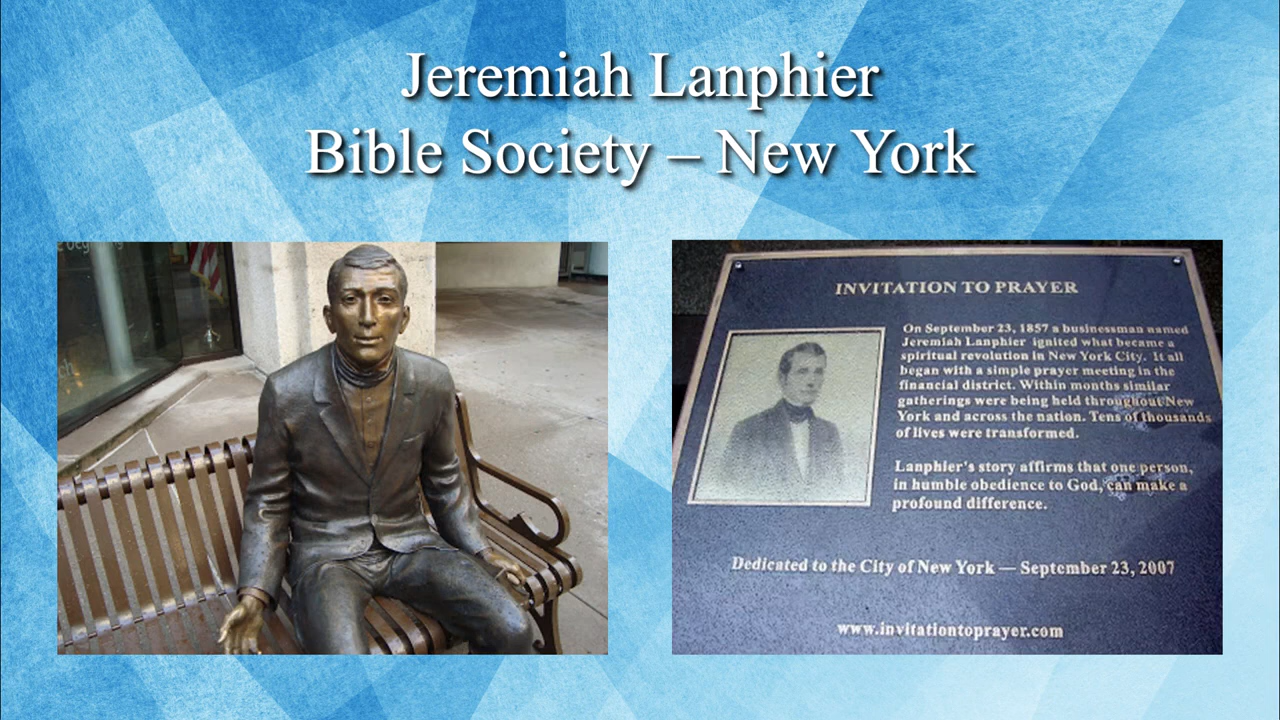 Jeremiah Lanphier
Bible Society – New York
INVITATION TO PRAYER
On September 23, 1857 a businessman named
Jeremiah Lanphier ignited what became a
spiritual revolution in New York City. It all
began with a simple prayer meeting in the
financial district. Within months similar
gatherings were being held throughout New
York and across the nation. Tens of thousands
of lives were transformed.
Lanphier's story affirms that one person,
in humble obedience to God, can make a
profound difference.
Dedicated to the City of New York — September 23, 2007
www.invitationtoprayer.com